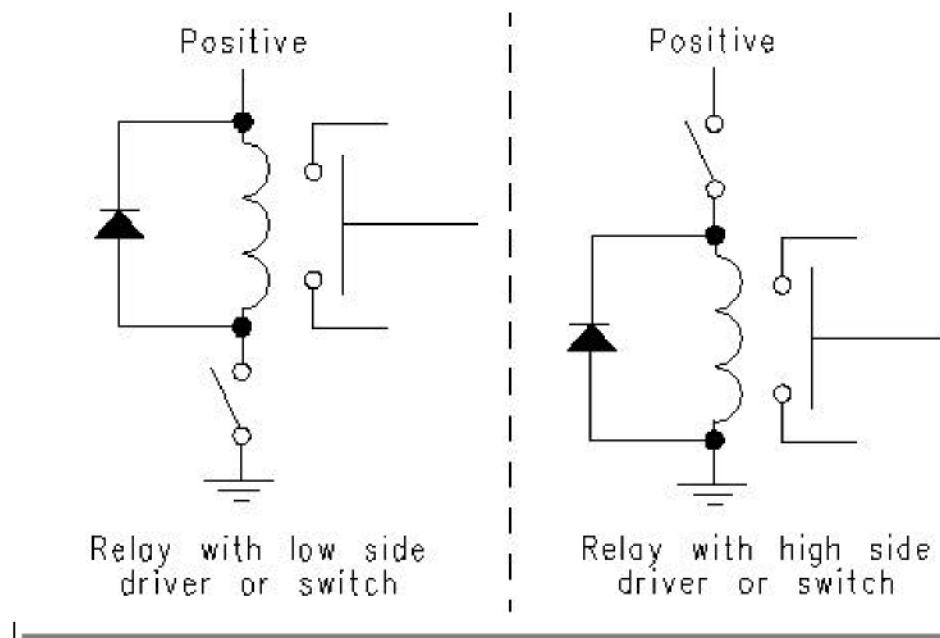 Positive
Relay with low side
driver or switch
Positive
Relay with high side
driver or switch